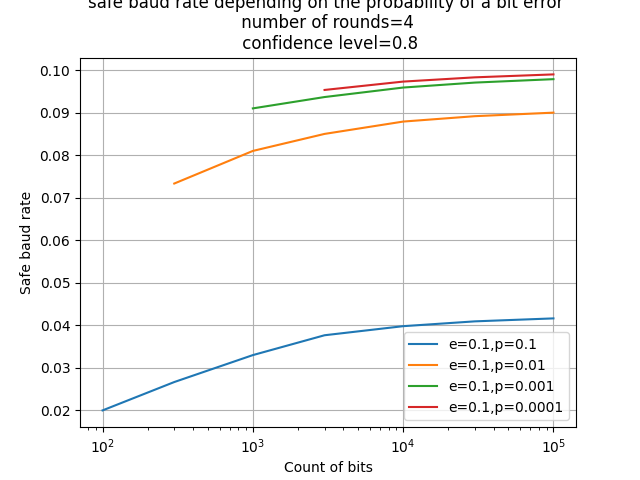 safe baud rate depending on the probability of a bit error
number of rounds=4
confidence level=0.8
0.10
0.09
0.08
0.07
0.06
0.05
0.04
0.03
0.02
Safe baud rate
e=0.1,p=0.1
e=0.1,p=0.01
e=0.1,p=0.001
e=0.1,p=0.0001
10² 10³ 10⁴ 10⁵
Count of bits